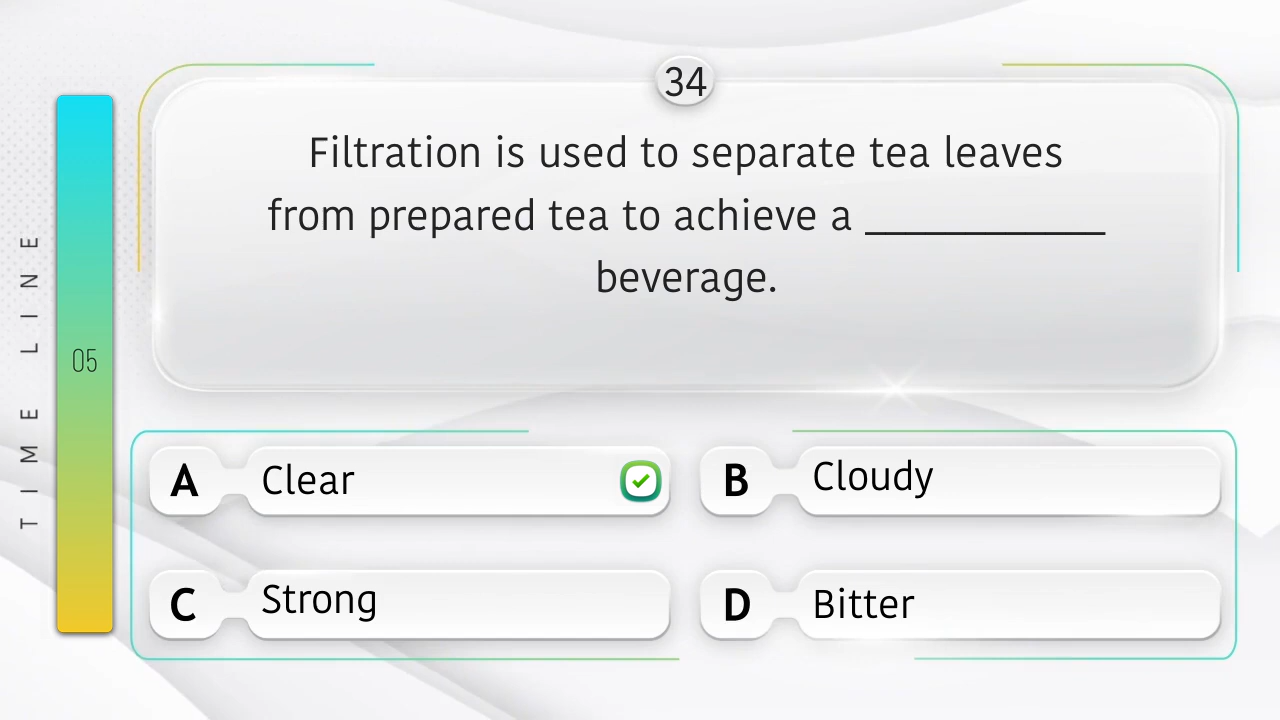 34
Filtration is used to separate tea leaves
from prepared tea to achieve a ____________
beverage.
TIME LINE
05
A Clear
B Cloudy
C Strong
D Bitter